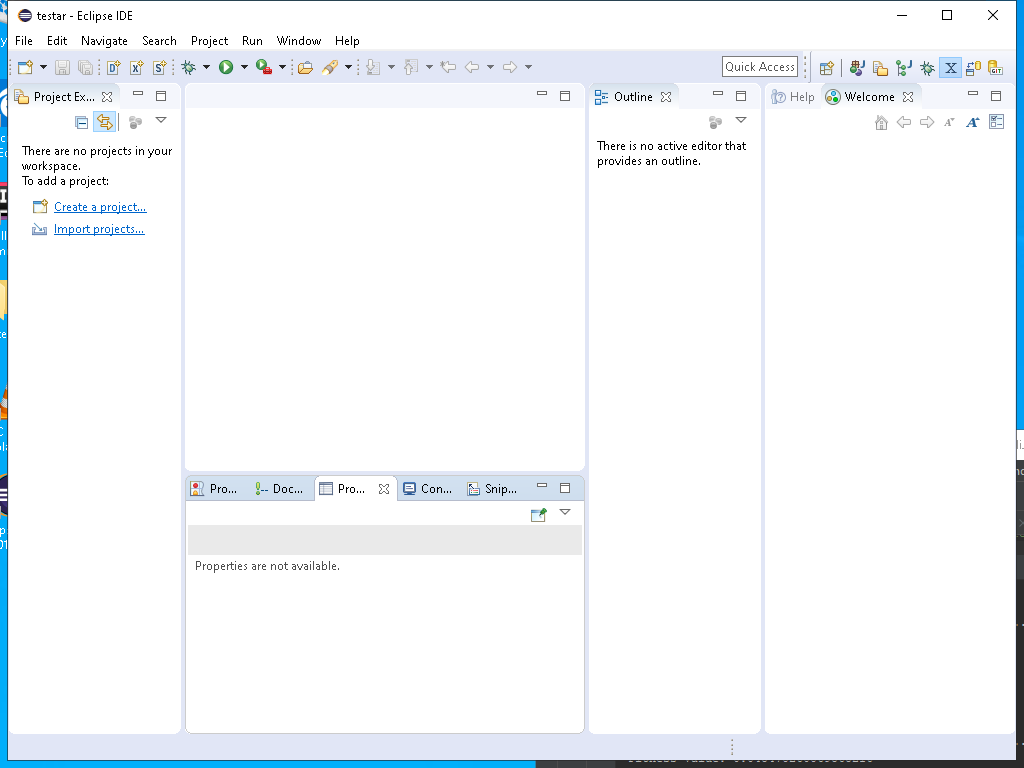 testar - Eclipse IDE
File Edit Navigate Search Project Run Window Help
Quick Access
Project Ex...
Outline
Help
Welcome
There are no projects in your
workspace.
To add a project:
Create a project...
Import projects...
There is no active editor that
provides an outline.
Pro...
Doc...
Pro...
Con...
Snip...
Properties are not available.